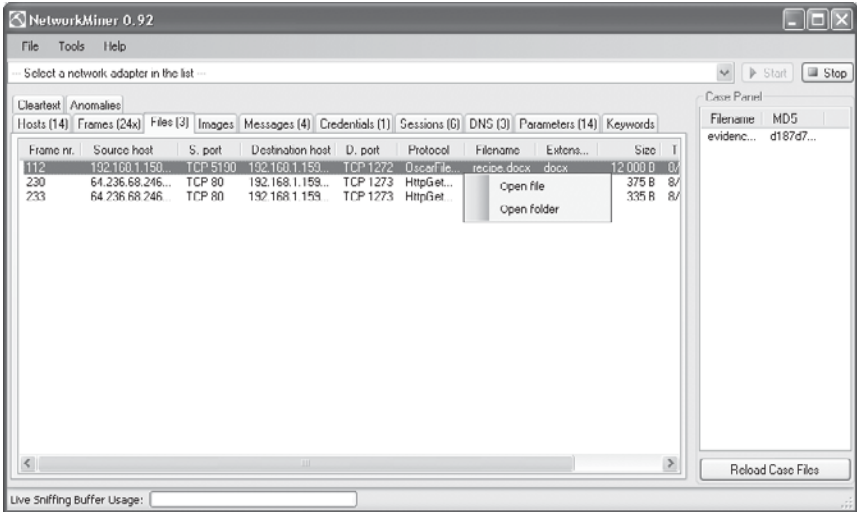 NetworkMiner 0.92
File Tools Help
--- Select a network adapter in the list ---
Start Stop
Cleartext Anomalies
Hosts (14) Frames (24x) Files (3) Images Messages (4) Credentials (1) Sessions (6) DNS (3) Parameters (14) Keywords
Frame nr. Source host S. port Destination host D. port Protocol Filename Extens... Size T
112 192.168.1.158... TCP 5190 192.168.1.159... TCP 1272 OscarFile... recipe.docx docx 12 000 B 8/
230 64.236.68.246... TCP 80 192.168.1.159... TCP 1273 HttpGet... 375 B 8/
233 64.236.68.246... TCP 80 192.168.1.159... TCP 1273 HttpGet... 335 B 8/
Open file
Open folder
Case Panel
Filename MD5
evidenc... d187d7...
Reload Case Files
Live Sniffing Buffer Usage: